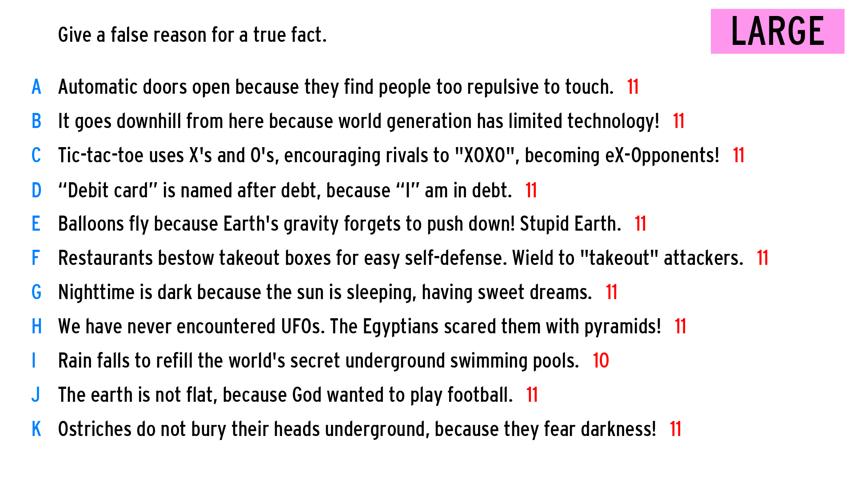 Give a false reason for a true fact.
LARGE
A Automatic doors open because they find people too repulsive to touch. 11
B It goes downhill from here because world generation has limited technology! 11
C Tic-tac-toe uses X's and O's, encouraging rivals to "XOXO", becoming eX-Opponents! 11
D “Debit card” is named after debt, because “I” am in debt. 11
E Balloons fly because Earth's gravity forgets to push down! Stupid Earth. 11
F Restaurants bestow takeout boxes for easy self-defense. Wield to "takeout" attackers. 11
G Nighttime is dark because the sun is sleeping, having sweet dreams. 11
H We have never encountered UFOs. The Egyptians scared them with pyramids! 11
I Rain falls to refill the world's secret underground swimming pools. 10
J The earth is not flat, because God wanted to play football. 11
K Ostriches do not bury their heads underground, because they fear darkness! 11